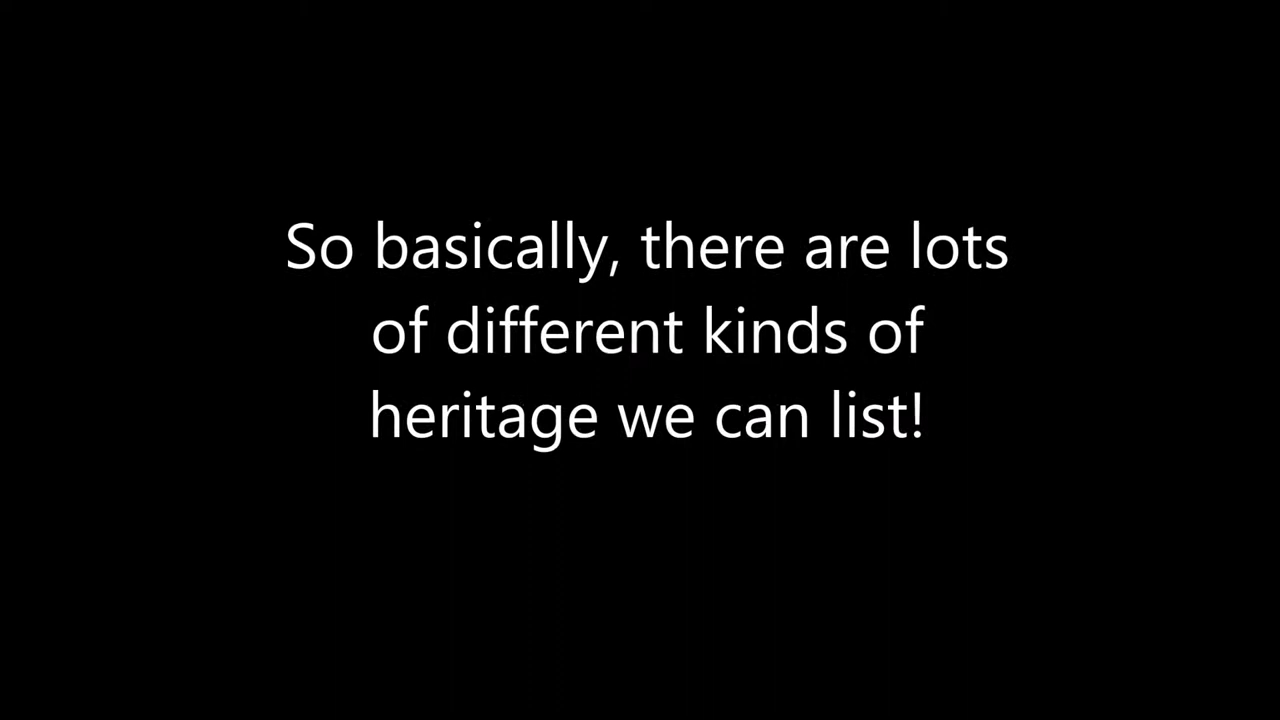 So basically, there are lots
of different kinds of
heritage we can list!